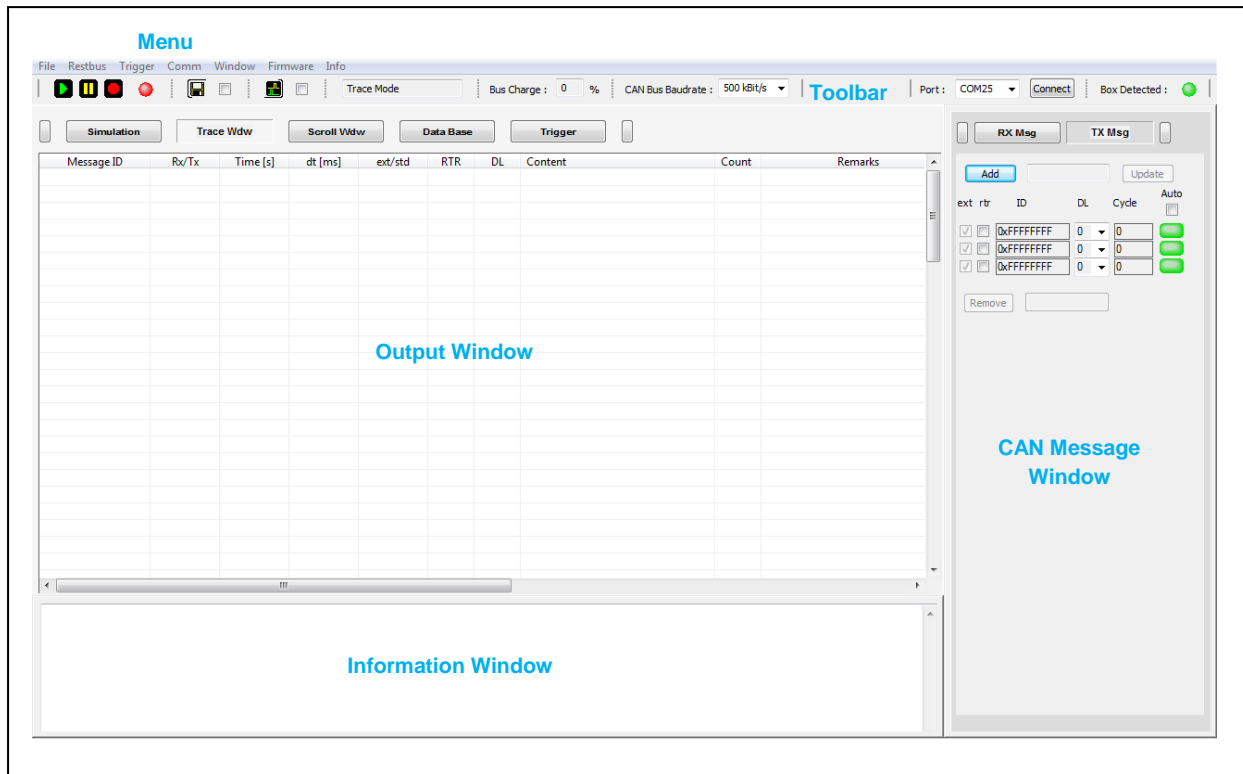 Menu
File Restbus Trigger Comm Window Firmware Info
Trace Mode Bus Charge : 0 % CAN Bus Baudrate : 500 kBit/s Toolbar Port : COM25 Connect Box Detected :
Simulation Trace Wdw Scroll Wdw Data Base Trigger RX Msg TX Msg
Message ID Rx/Tx Time [s] dt [ms] ext/std RTR DL Content Count Remarks
Add Update
Auto
ext rtr ID DL Cycle
0xFFFFFFFF 0 0
0xFFFFFFFF 0 0
0xFFFFFFFF 0 0
Remove
Output Window
CAN Message
Window
Information Window